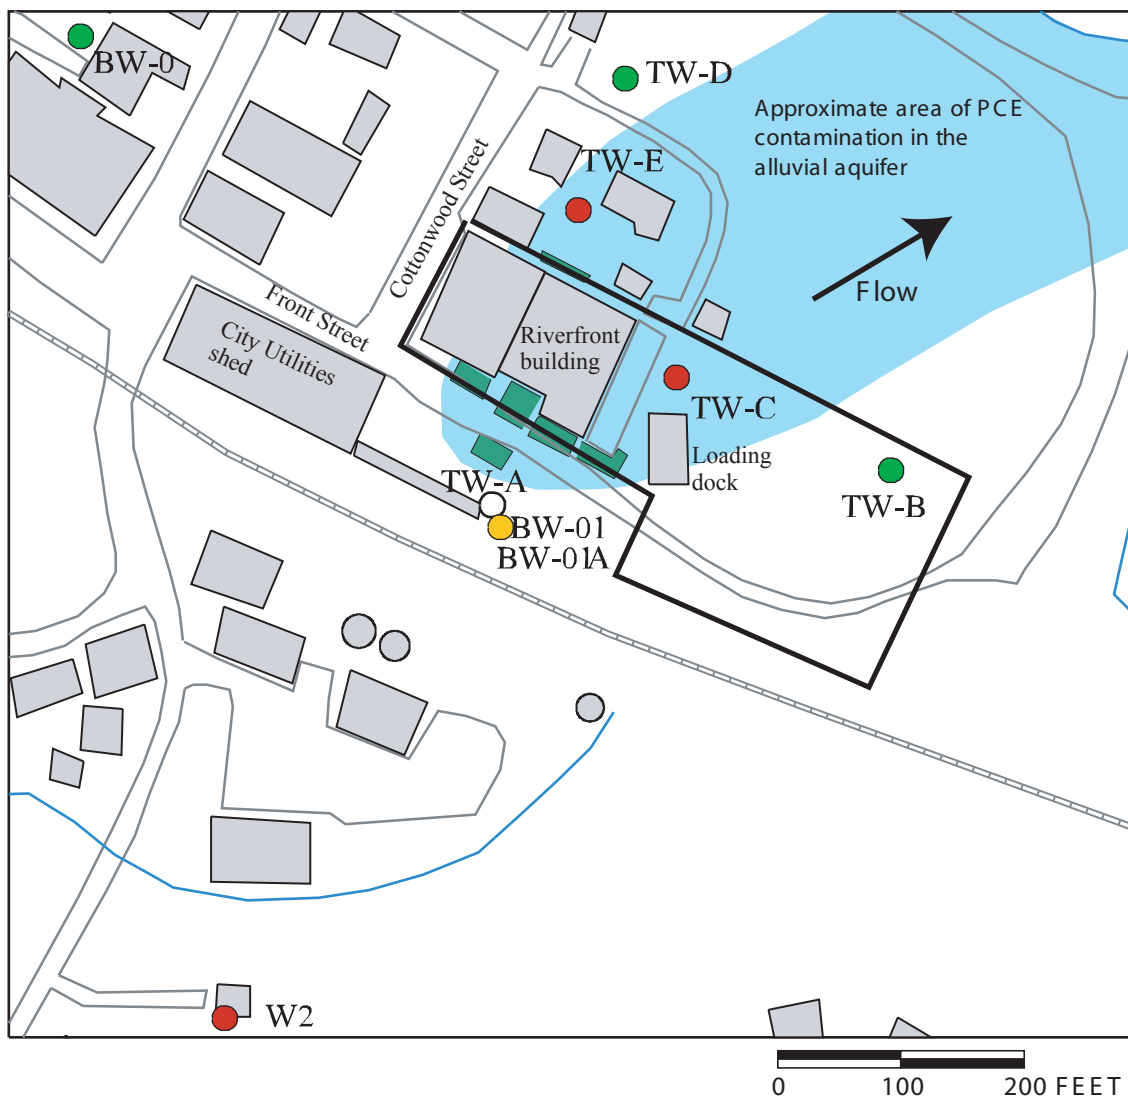 BW-0
TW-D
Approximate area of PCE
contamination in the
alluvial aquifer
TW-E
Cottonwood Street
Flow
Front Street
City Utilities
shed
Riverfront
building
TW-C
Loading
dock
TW-A
TW-B
BW-01
BW-01A
W2
0 100 200 FEET